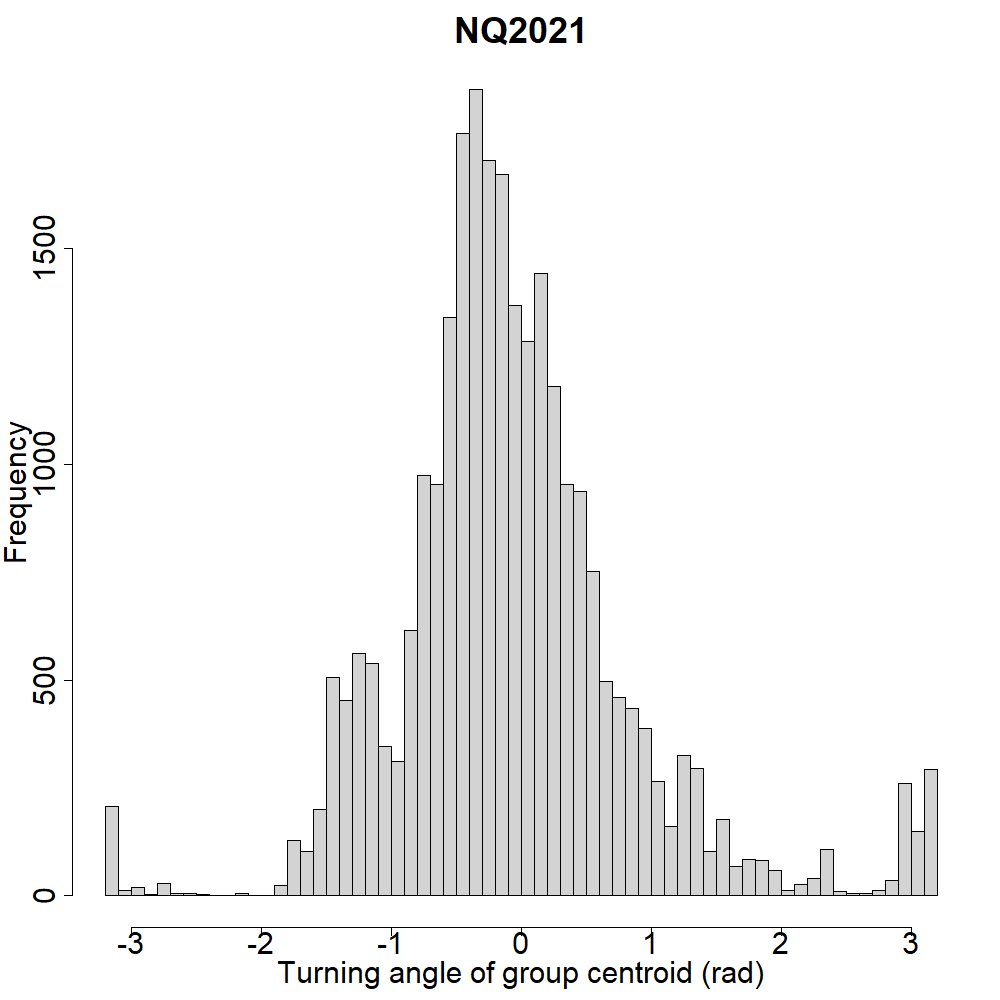 NQ2021
Frequency
1500
1000
500
0
-3 -2 -1 0 1 2 3
Turning angle of group centroid (rad)